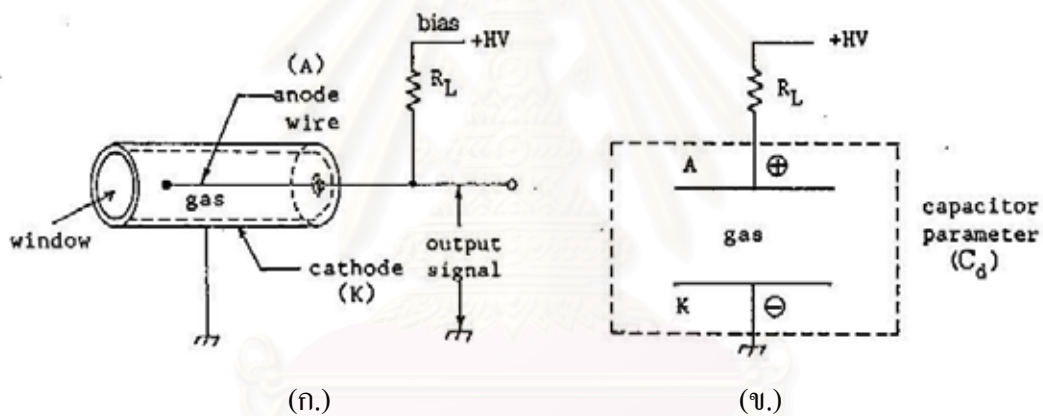 bias
+HV
R_L
(A)
anode
wire
gas
window
cathode
(K)
output
signal
(ก.)
+HV
R_L
A
⊕
gas
K
⊖
capacitor
parameter
(C_d)
(ข.)